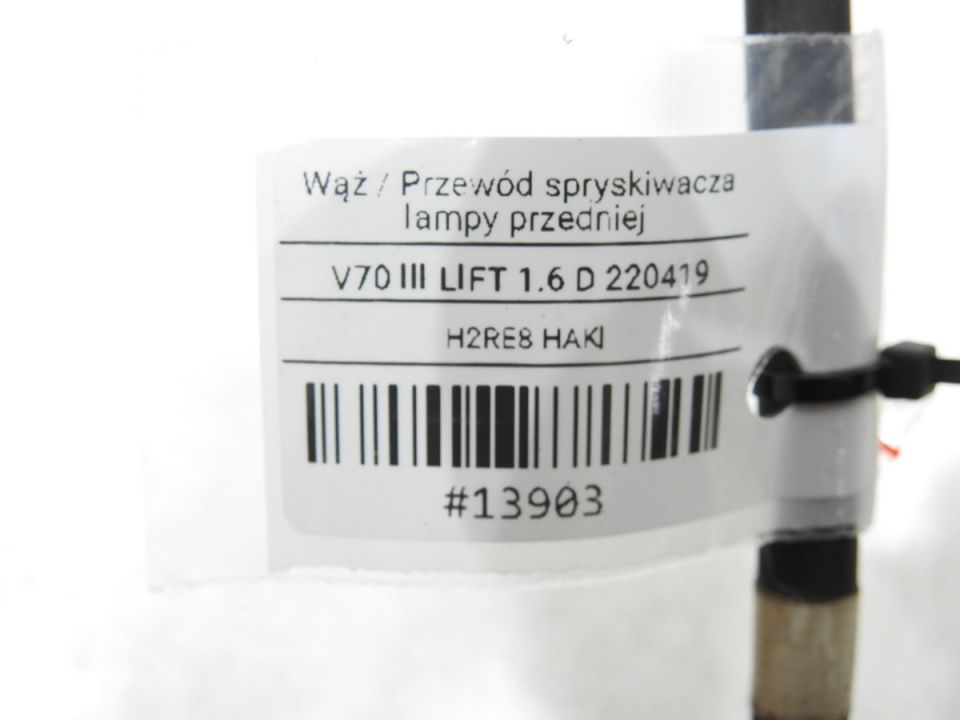 Wąż / Przewód spryskiwacza
lampy przedniej
V70 III LIFT 1.6 D 220419
H2RE8 HAKI
#13903